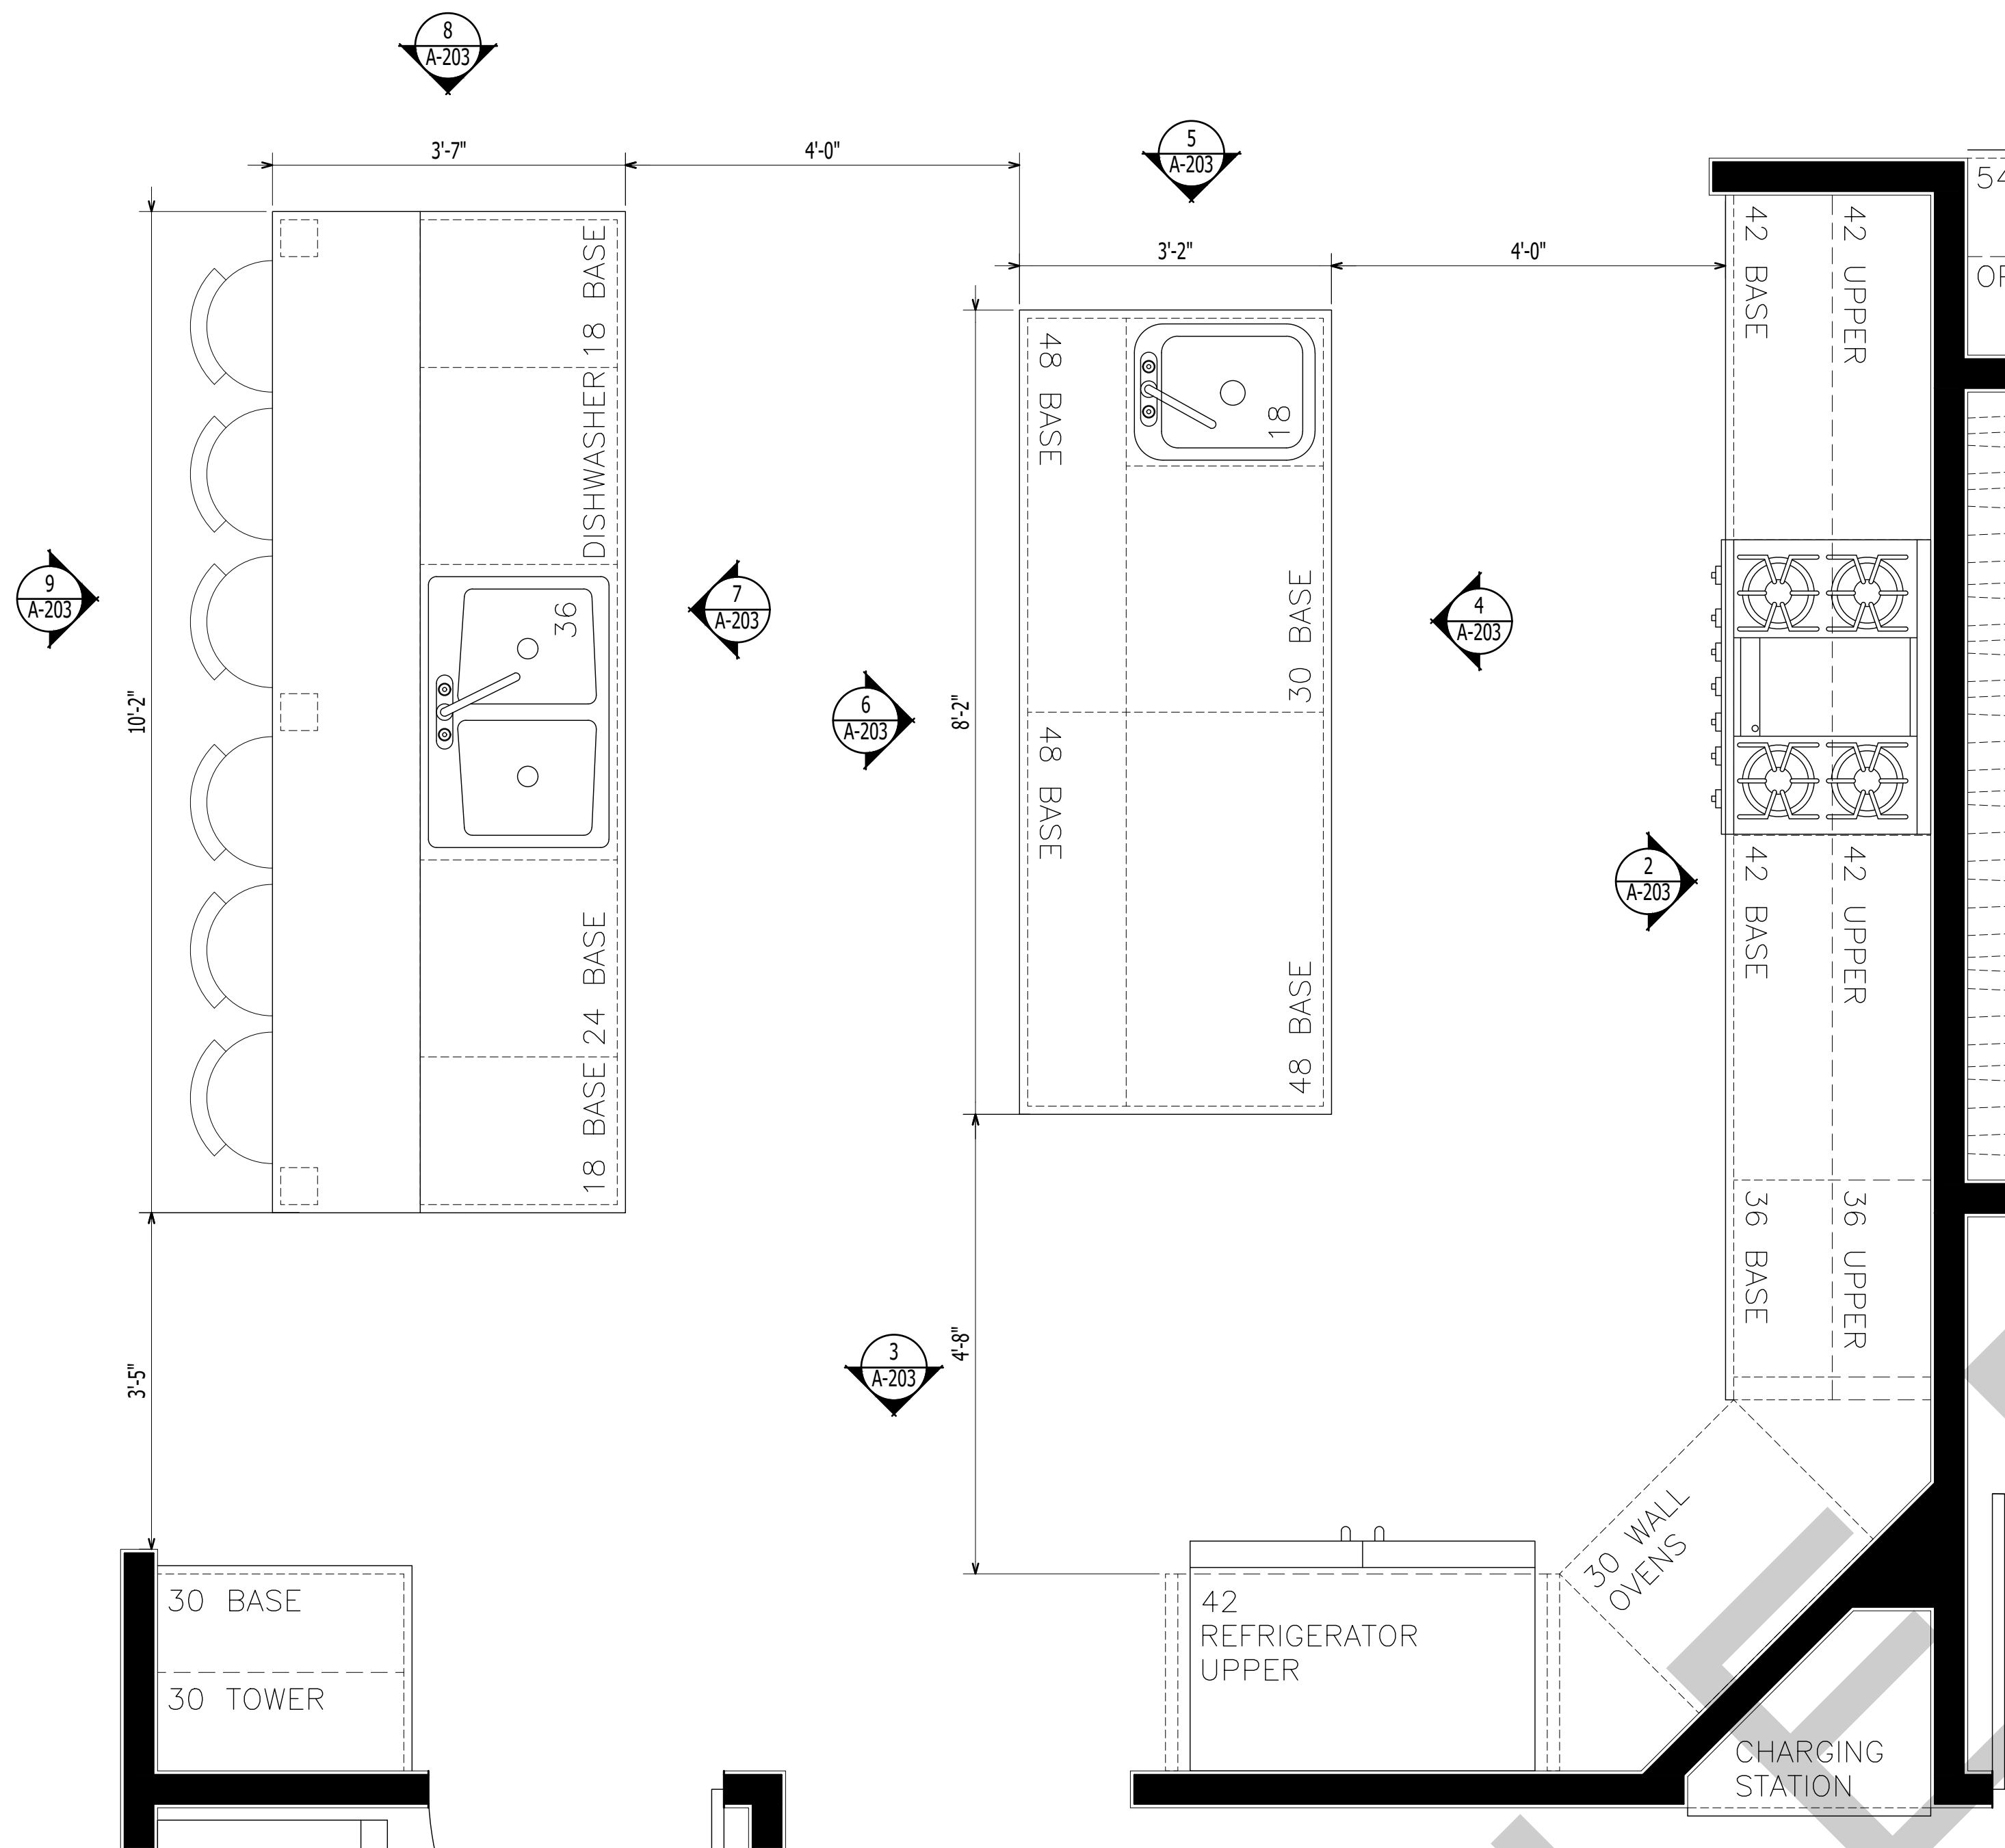 8
A-203
3'-7"
4'-0"
5
A-203
3'-2"
4'-0"
54
42 BASE
42 UPPER
18 BASE
DISHWASHER
36
24 BASE
18 BASE
48 BASE
18
30 BASE
48 BASE
48 BASE
9
A-203
7
A-203
4
A-203
6
A-203
10'-2"
8'-2"
2
A-203
42 BASE
42 UPPER
36 BASE
36 UPPER
3'-5"
3
A-203
4'-8"
30 WALL
OVENS
30 BASE
30 TOWER
42
REFRIGERATOR
UPPER
CHARGING
STATION